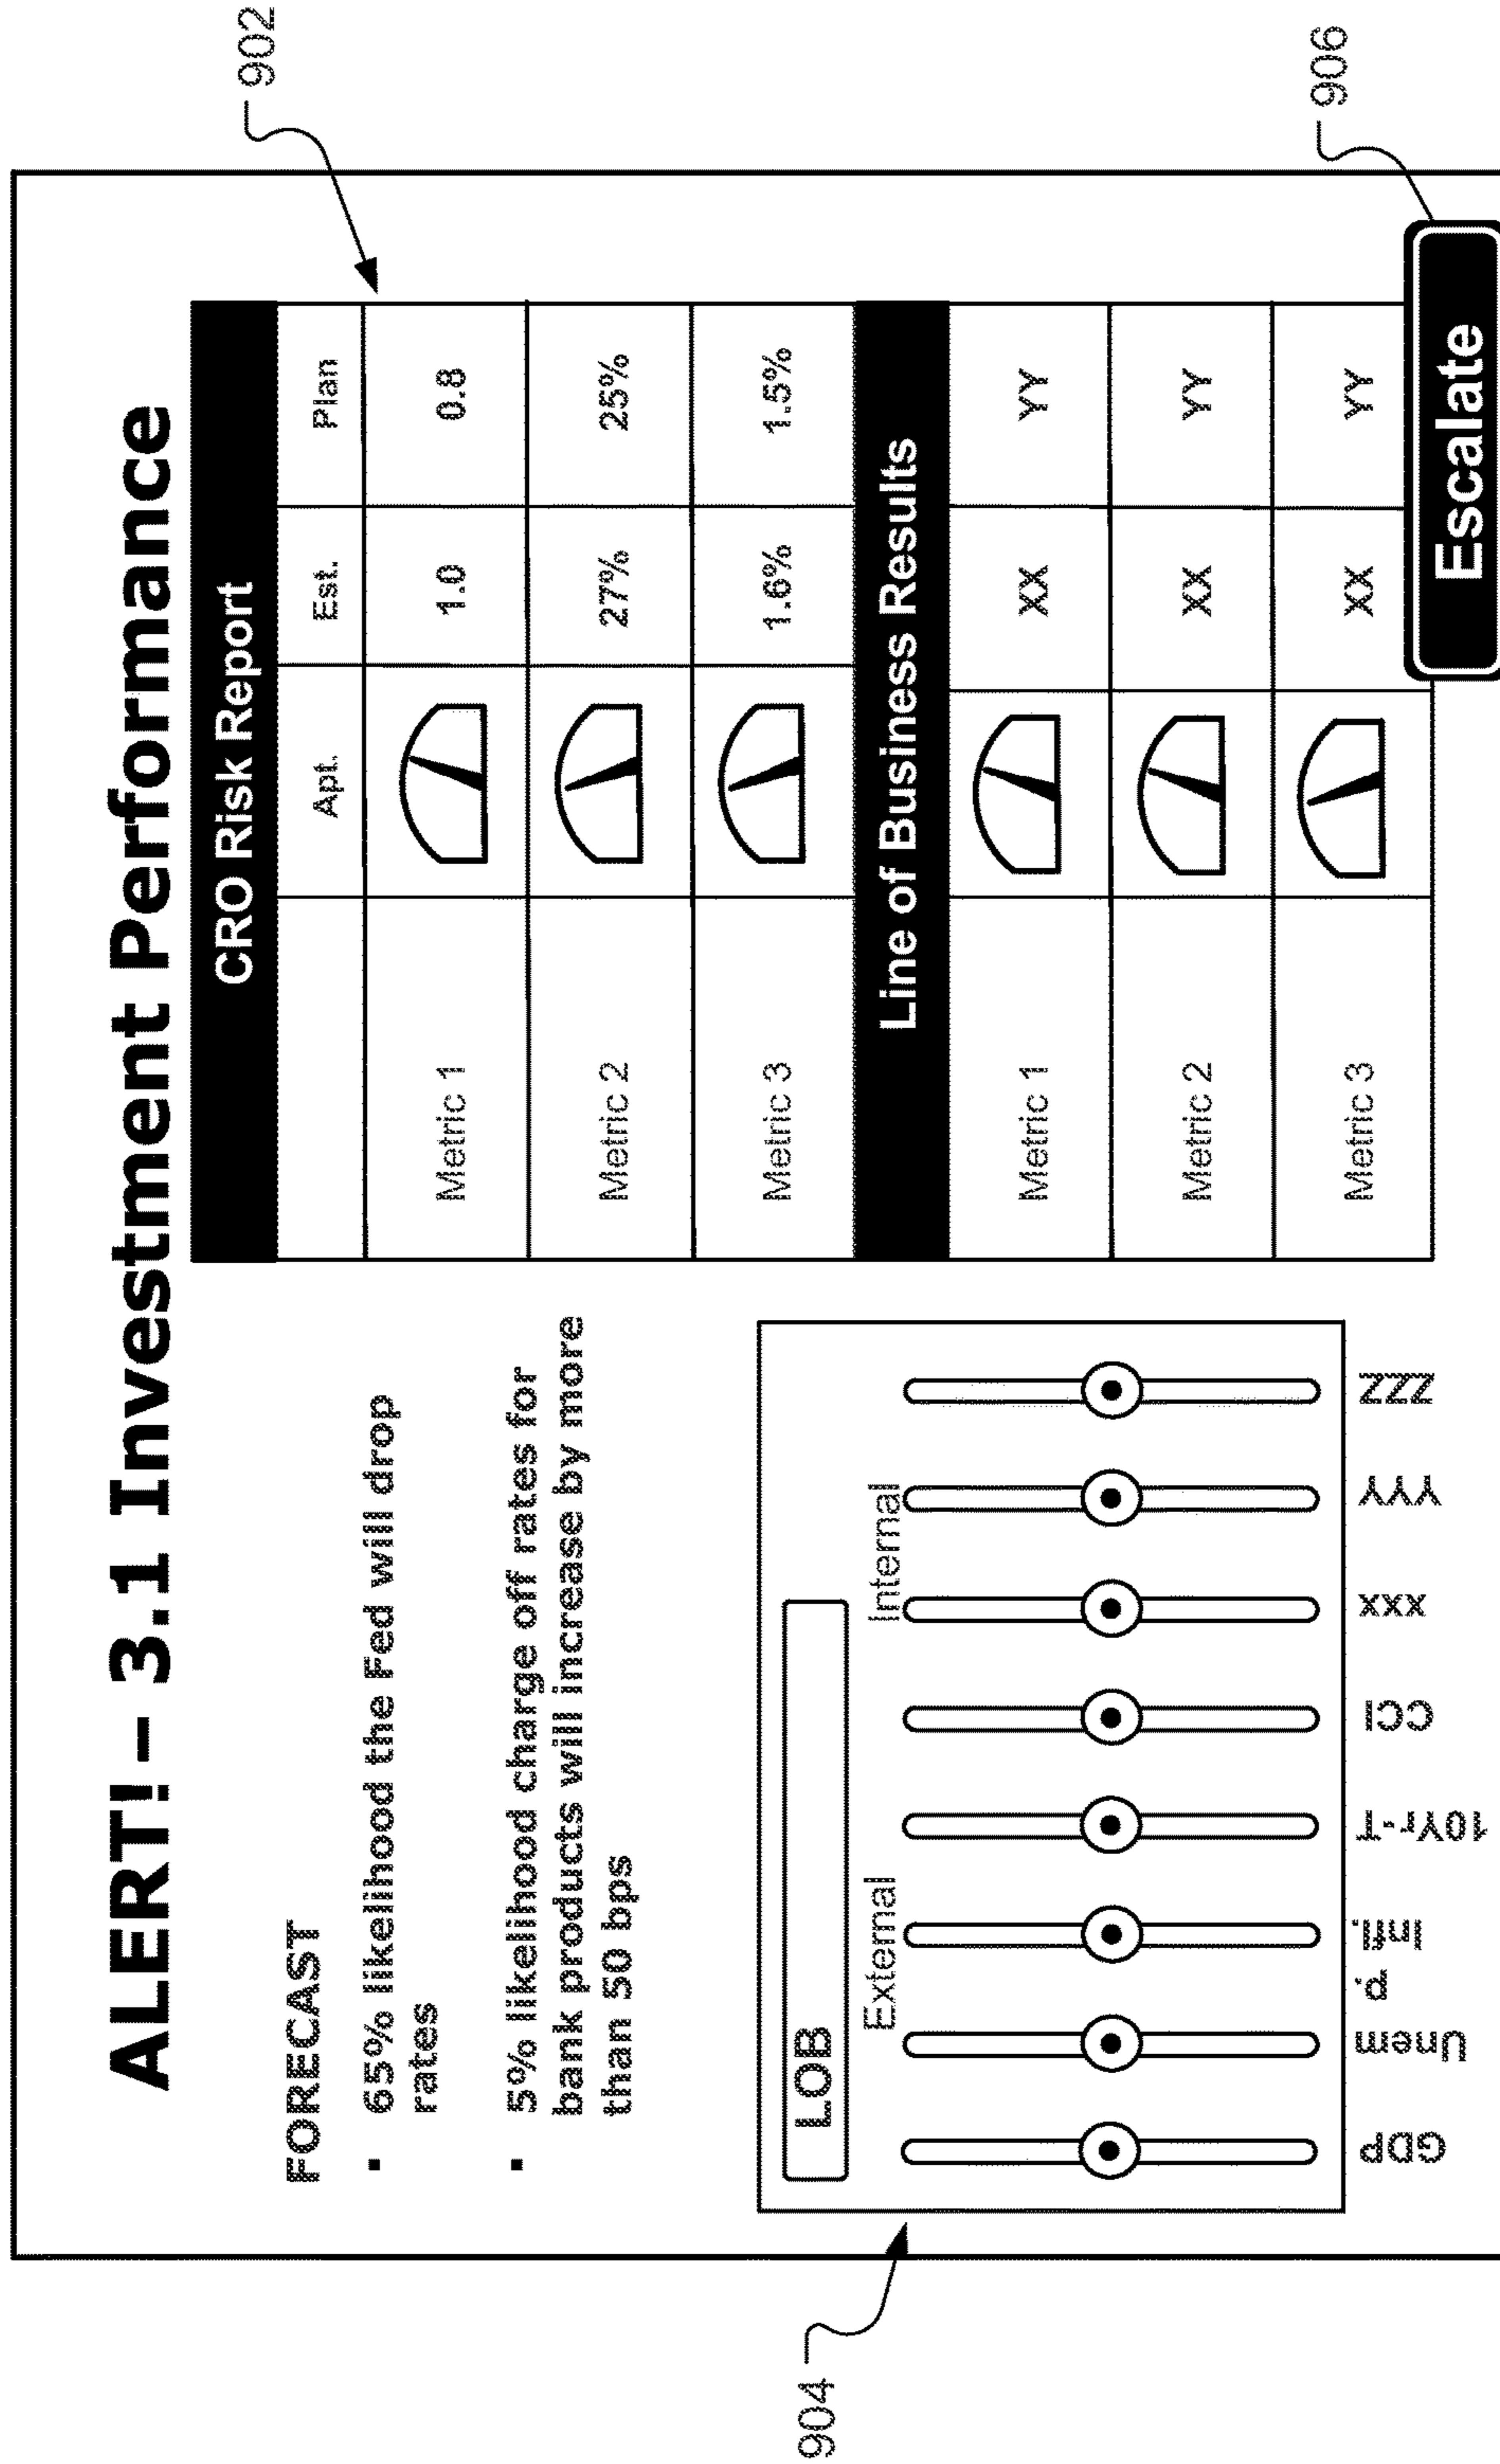 ALERT! – 3.1 Investment Performance
FORECAST
▪ 65% likelihood the Fed will drop
rates
▪ 5% likelihood charge off rates for
bank products will increase by more
than 50 bps
904
LOB
External
Internal
GDP
Unem
p.
Infl.
10Yr-T
CCI
xxx
YYY
ZZZ
902
CRO Risk Report
Apt. Est. Plan
Metric 1 1.0 0.8
Metric 2 27% 25%
Metric 3 1.6% 1.5%
Line of Business Results
Metric 1 XX YY
Metric 2 XX YY
Metric 3 XX YY
Escalate
906